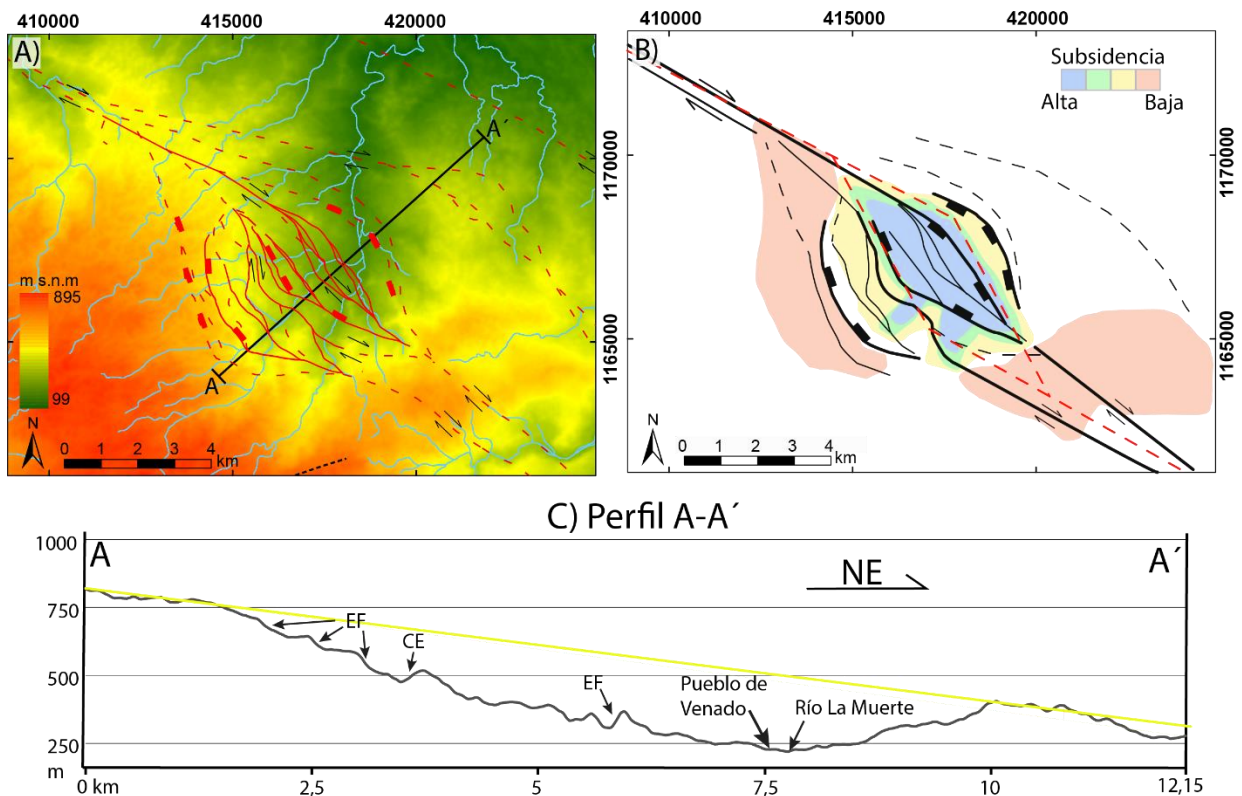 410000
415000
420000
A)
1170000
1165000
A´
A
m s.n.m
895
99
N
0
1
2
3
4
km
410000
415000
420000
B)
Subsidencia
Alta
Baja
1170000
1165000
N
0
1
2
3
4
km
C) Perfil A-A´
1000
A
NE
A´
750
EF
CE
500
EF
Pueblo de
Venado
Río La Muerte
250
m
0 km
2,5
5
7,5
10
12,15